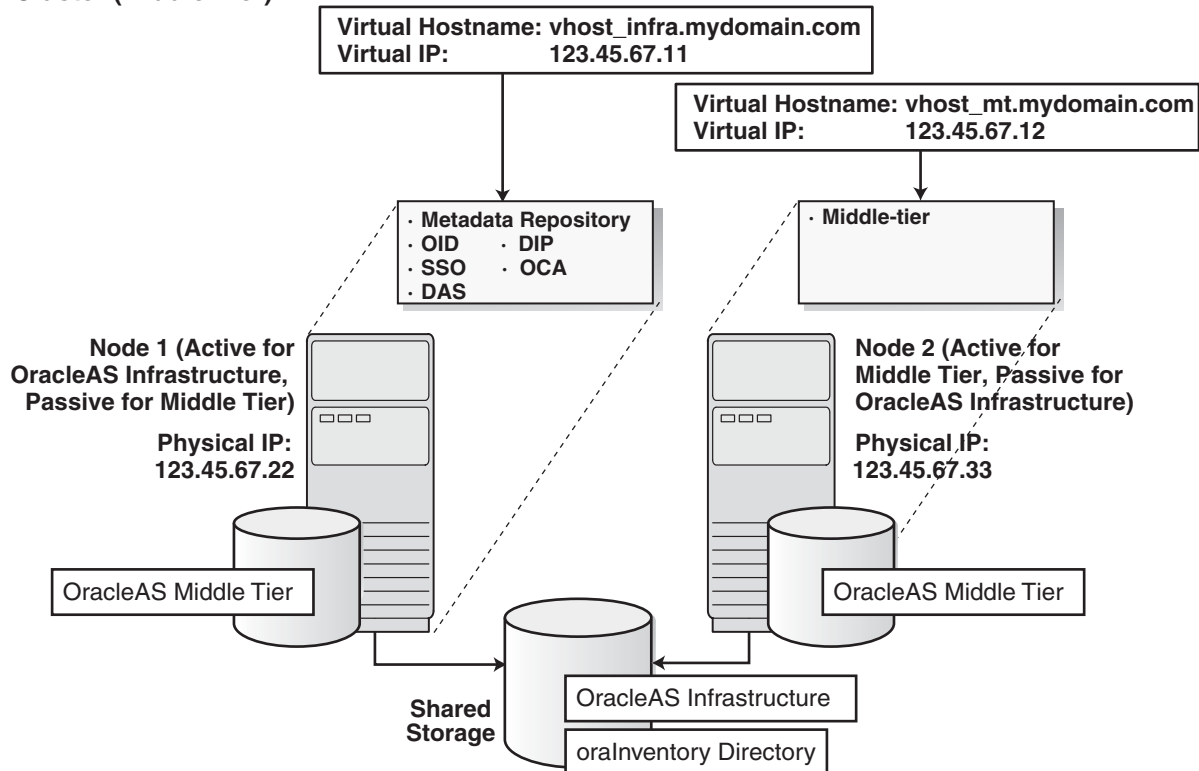 Virtual Hostname: vhost_infra.mydomain.com
Virtual IP: 123.45.67.11
Virtual Hostname: vhost_mt.mydomain.com
Virtual IP: 123.45.67.12
· Metadata Repository
· OID · DIP
· SSO · OCA
· DAS
· Middle-tier
Node 1 (Active for
OracleAS Infrastructure,
Passive for Middle Tier)
Physical IP:
123.45.67.22
Node 2 (Active for
Middle Tier, Passive for
OracleAS Infrastructure)
Physical IP:
123.45.67.33
OracleAS Middle Tier
OracleAS Middle Tier
Shared
Storage
OracleAS Infrastructure
oraInventory Directory